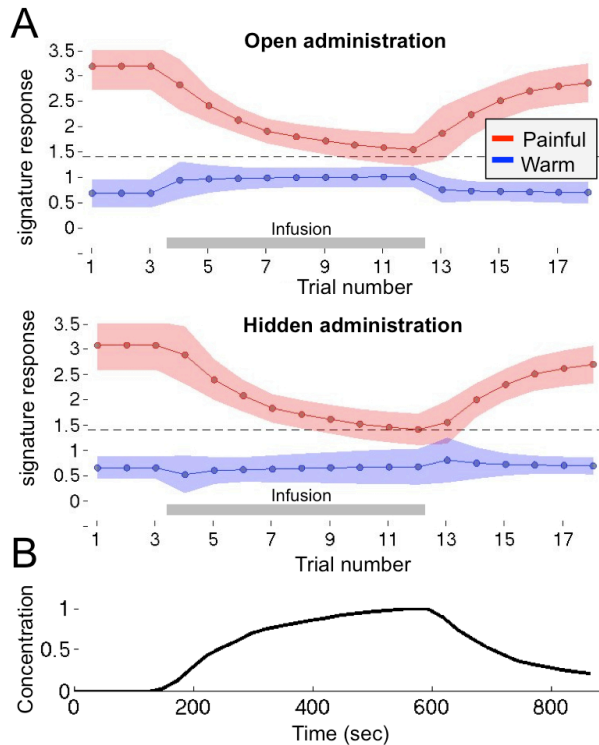 A
Open administration
signature response
3.5
3
2.5
2
1.5
1
0.5
0
Painful
Warm
Infusion
1 3 5 7 9 11 13 15 17
Trial number
Hidden administration
signature response
3.5
3
2.5
2
1.5
1
0.5
0
Infusion
1 3 5 7 9 11 13 15 17
Trial number
B
Concentration
1
0.5
0
0 200 400 600 800
Time (sec)